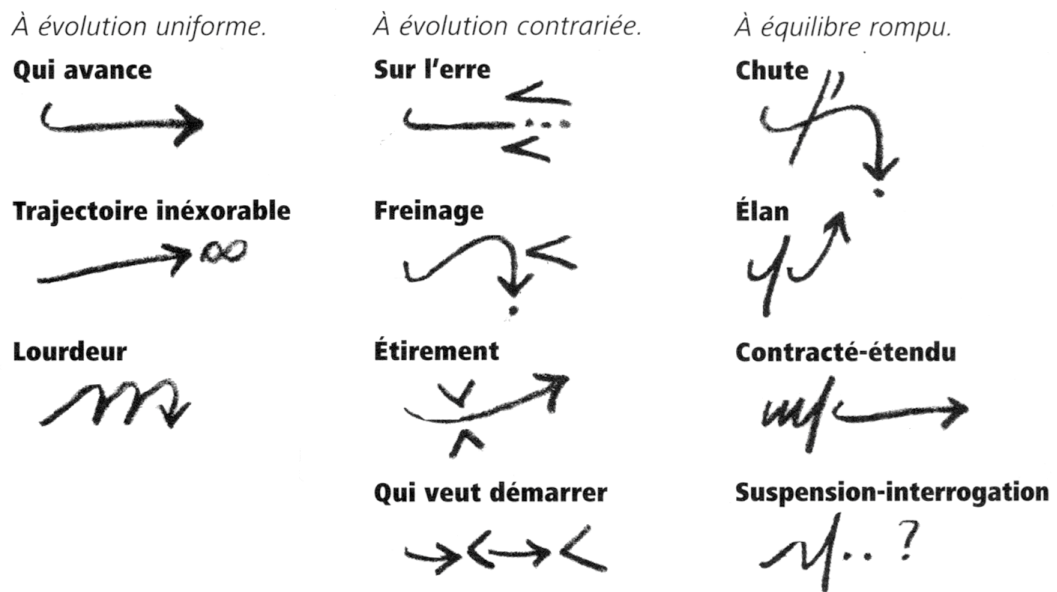 À évolution uniforme.
Qui avance
Trajectoire inéxorable
∞
Lourdeur
À évolution contrariée.
Sur l'erre
Freinage
Étirement
Qui veut démarrer
À équilibre rompu.
Chute
Élan
Contracté-étendu
Suspension-interrogation
?